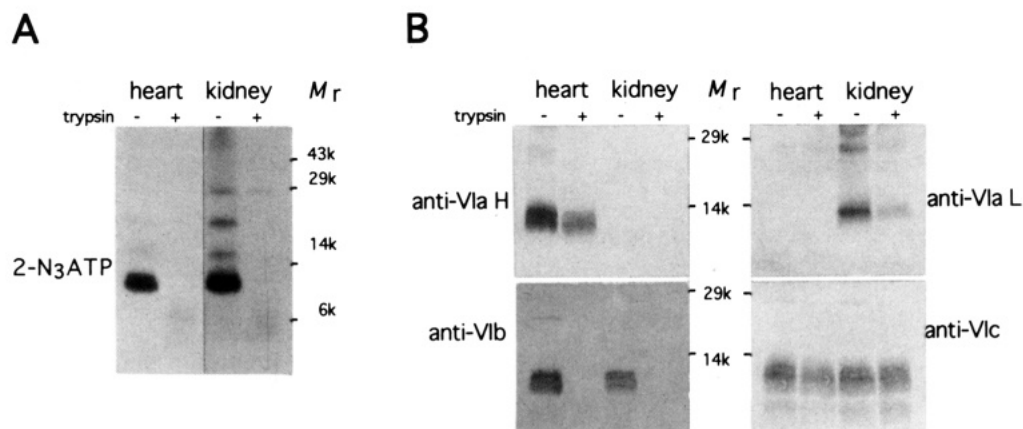 A
B
heart kidney Mr
trypsin - + - +
43k
29k
14k
6k
2-N3ATP
heart kidney Mr heart kidney
trypsin - + - + - + - +
29k
14k
anti-VIa H
anti-VIa L
29k
14k
anti-VIb
anti-VIc